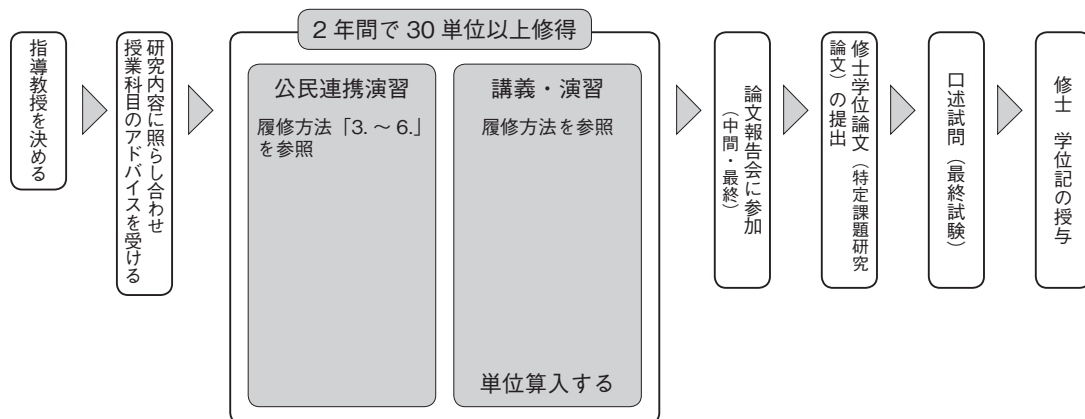 指導教授を決める
研究内容に照らし合わせ
授業科目のアドバイスを受ける
2 年間で 30 単位以上修得
公民連携演習
履修方法「3. ～ 6.」
を参照
講義・演習
履修方法を参照
単位算入する
論文報告会に参加
（中間・最終）
修士学位論文（特定課題研究
論文）の提出
口述試問（最終試験）
修士　学位記の授与